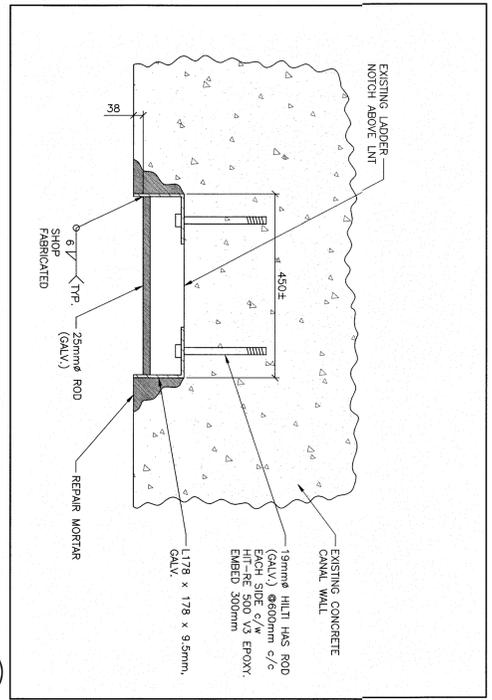 EXISTING LADDER
NOTCH ABOVE LNT
EXISTING CONCRETE
CANAL WALL
450±
38
19mmø HILTI HAS ROD
(GALV.) @600mm c/c
EACH SIDE c/w
HIT-RE 500 V3 EPOXY.
EMBED 300mm
L178 x 178 x 9.5mm,
GALV.
6
TYP.
SHOP
FABRICATED
25mmø ROD
(GALV.)
REPAIR MORTAR